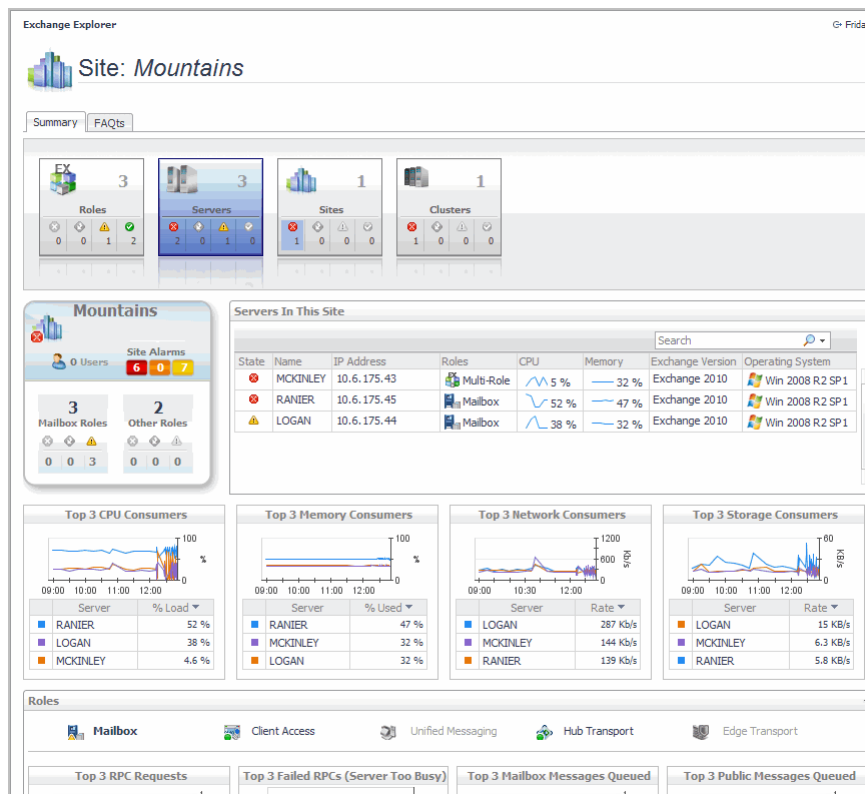 Exchange Explorer
Frida
Site: Mountains
Summary FAQts
EX
3 3 1 1
Roles Servers Sites Clusters
0 0 1 2 2 0 1 0 1 0 0 0 1 0 0 0
Mountains
0 Users
Site Alarms
6 0 7
3 2
Mailbox Roles Other Roles
0 0 3 0 0 0
Servers In This Site
Search
State Name IP Address Roles CPU Memory Exchange Version Operating System
MCKINLEY 10.6.175.43 Multi-Role 5 % 32 % Exchange 2010 Win 2008 R2 SP1
RANIER 10.6.175.45 Mailbox 52 % 47 % Exchange 2010 Win 2008 R2 SP1
LOGAN 10.6.175.44 Mailbox 38 % 32 % Exchange 2010 Win 2008 R2 SP1
Top 3 CPU Consumers
100
%
0
09:00 10:00 11:00 12:00
Server % Load
RANIER 52 %
LOGAN 38 %
MCKINLEY 4.6 %
Top 3 Memory Consumers
100
%
0
09:00 10:00 11:00 12:00
Server % Used
RANIER 47 %
MCKINLEY 32 %
LOGAN 32 %
Top 3 Network Consumers
1200
600
Kb/s
0
09:00 10:30 12:00
Server Rate
LOGAN 287 Kb/s
MCKINLEY 144 Kb/s
RANIER 139 Kb/s
Top 3 Storage Consumers
60
KB/s
0
09:00 10:00 11:00 12:00
Server Rate
LOGAN 15 KB/s
MCKINLEY 6.3 KB/s
RANIER 5.8 KB/s
Roles
Mailbox Client Access Unified Messaging Hub Transport Edge Transport
Top 3 RPC Requests Top 3 Failed RPCs (Server Too Busy) Top 3 Mailbox Messages Queued Top 3 Public Messages Queued